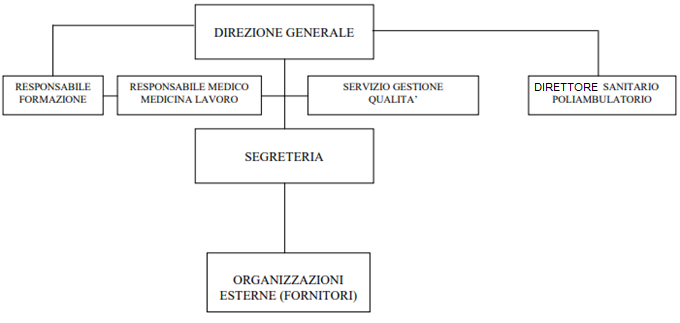 DIREZIONE GENERALE
RESPONSABILE
FORMAZIONE
RESPONSABILE MEDICO
MEDICINA LAVORO
SERVIZIO GESTIONE
QUALITA’
DIRETTORE SANITARIO
POLIAMBULATORIO
SEGRETERIA
ORGANIZZAZIONI
ESTERNE (FORNITORI)